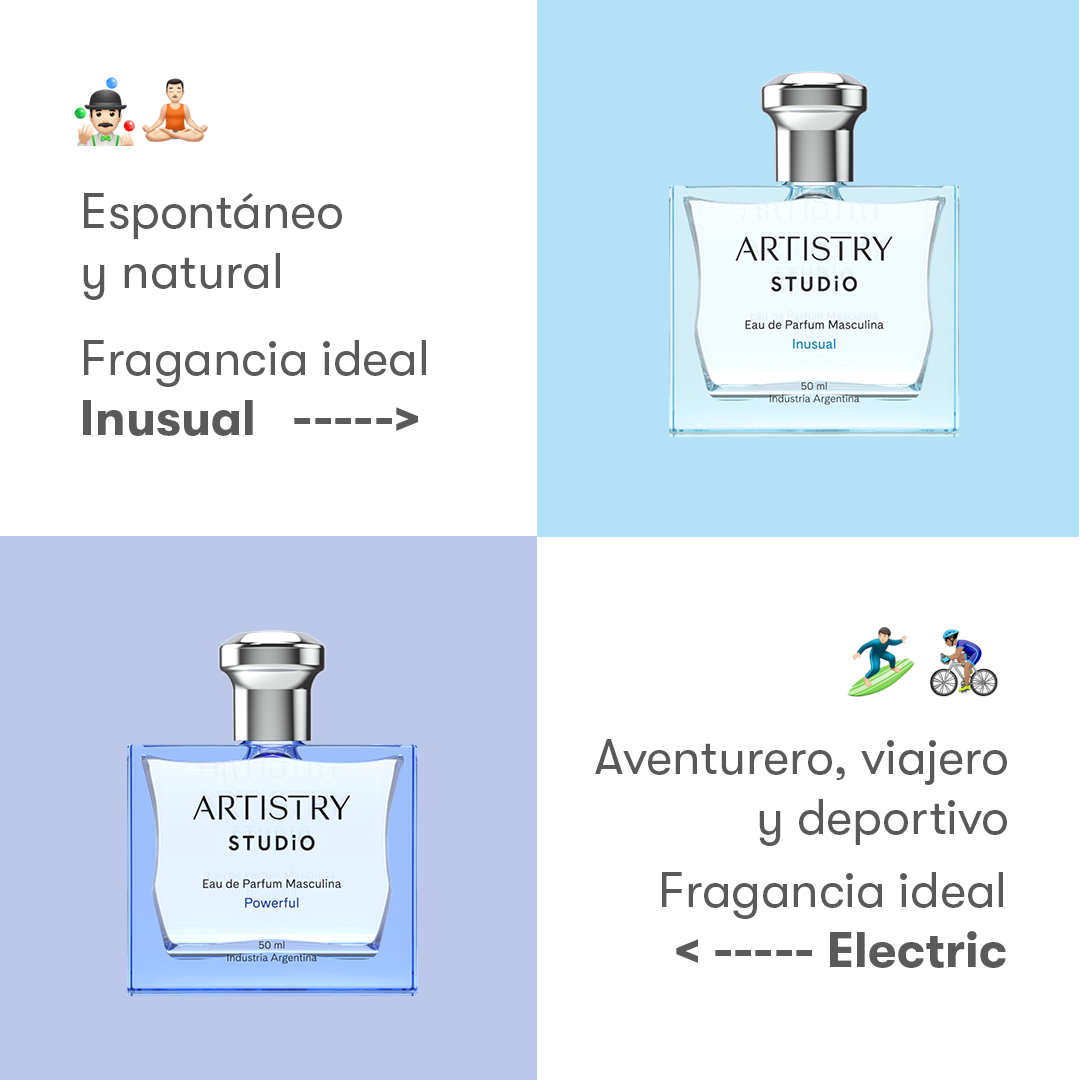 Espontáneo
y natural
Fragancia ideal
Inusual ----->
ARTISTRY
STUDiO
Eau de Parfum Masculina
Inusual
50 ml
Industria Argentina
ARTISTRY
STUDiO
Eau de Parfum Masculina
Powerful
50 ml
Industria Argentina
Aventurero, viajero
y deportivo
Fragancia ideal
< ----- Electric